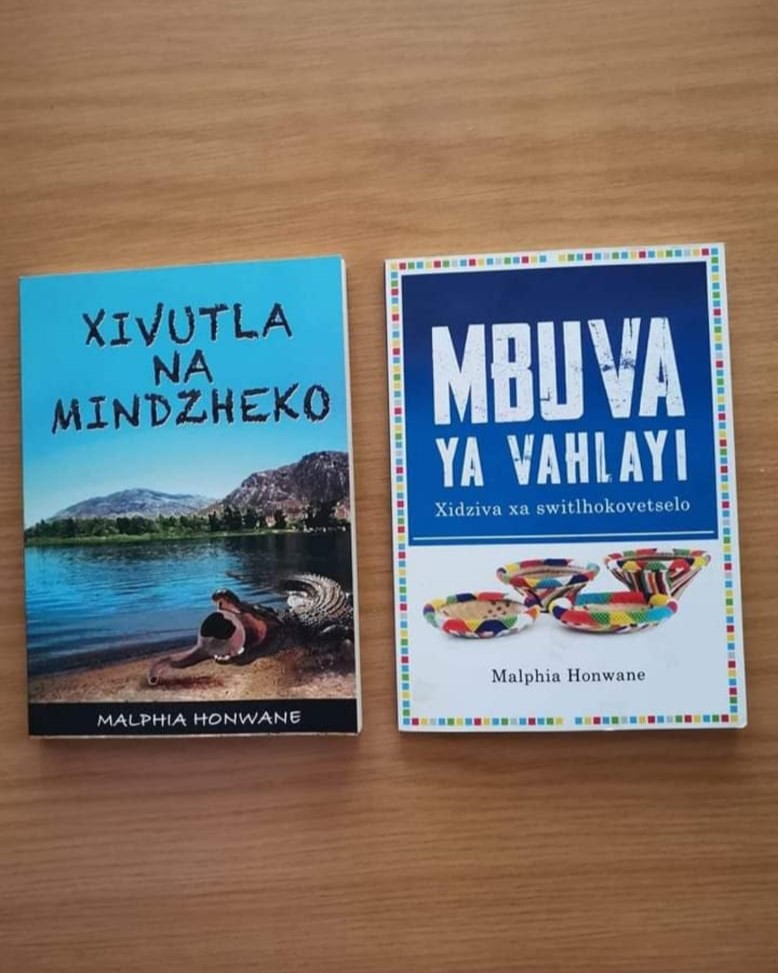 XIVUTLA
NA
MINDZHEKO
MALPHIA HONWANE
MBUVA
YA VAHLAYI
Xidziva xa switlhokovetselo
Malphia Honwane